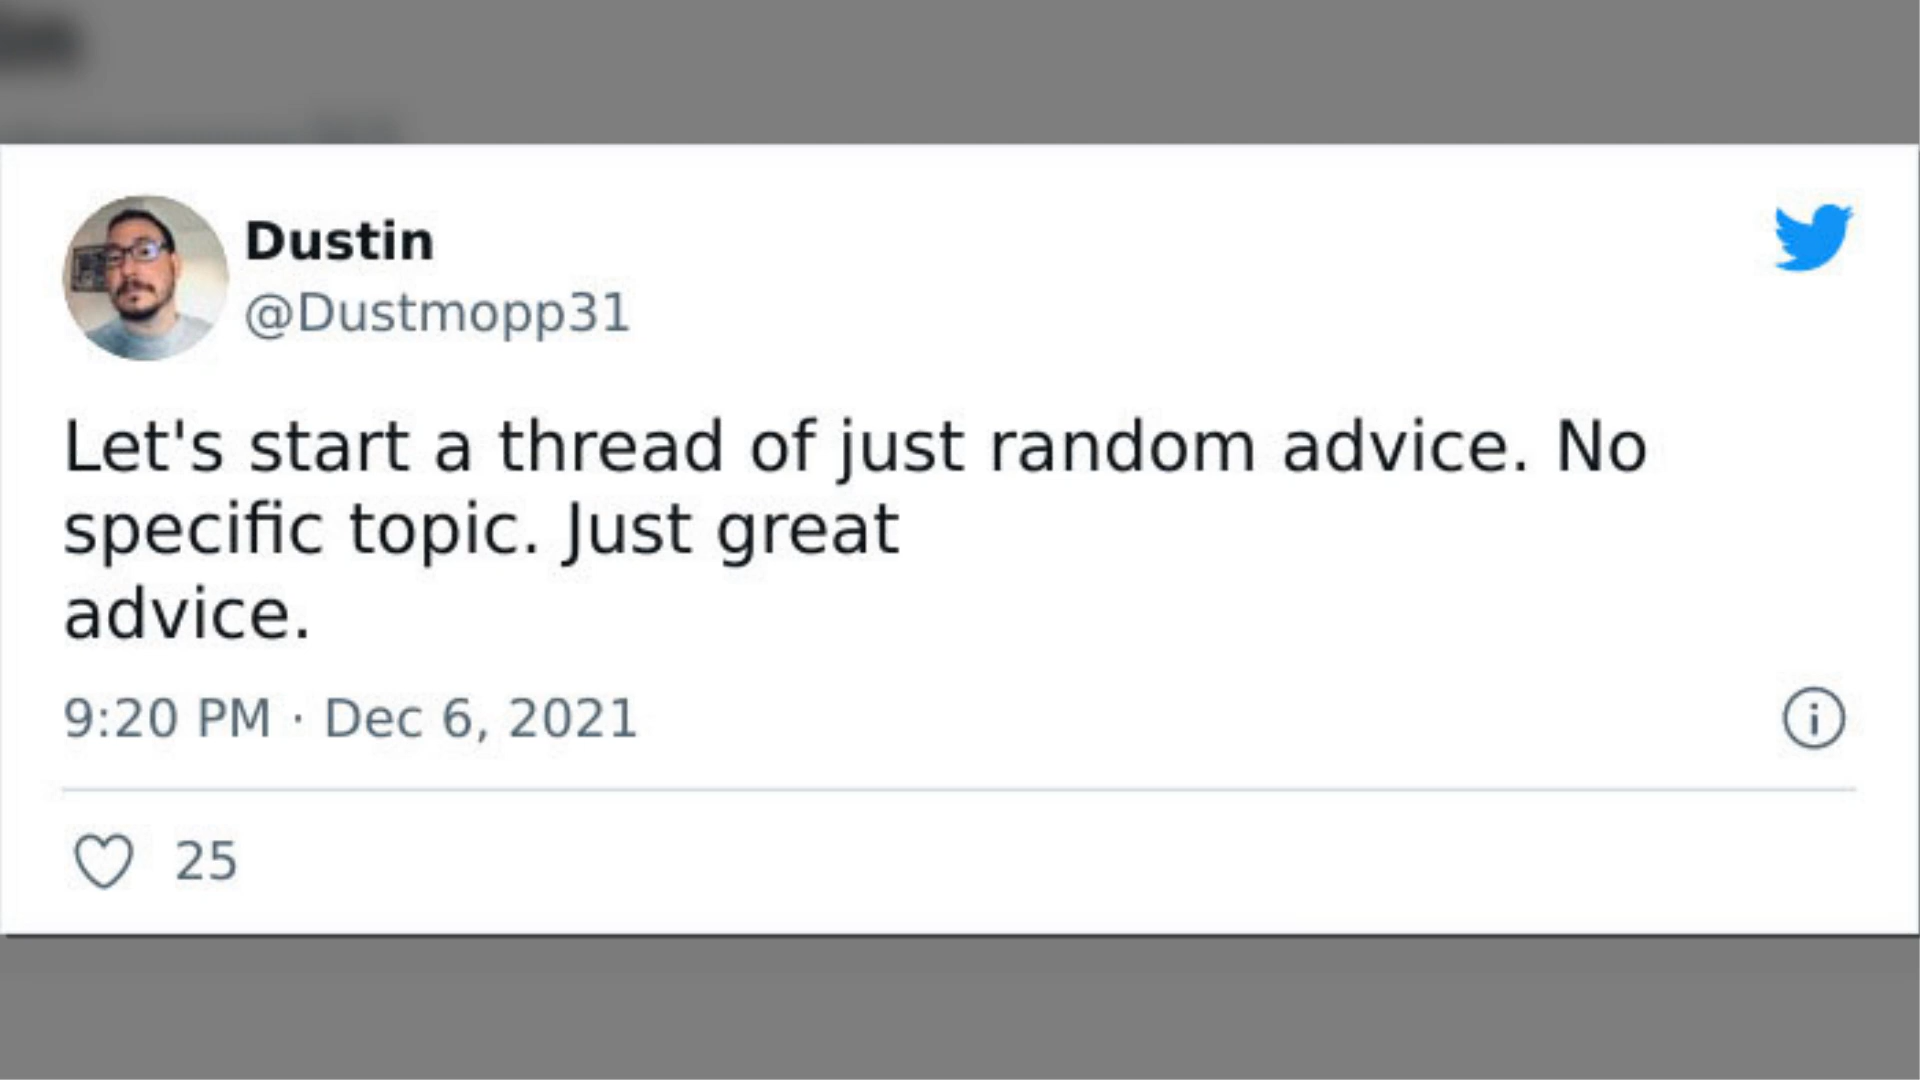 Dustin
@Dustmopp31
Let's start a thread of just random advice. No
specific topic. Just great
advice.
9:20 PM · Dec 6, 2021
25